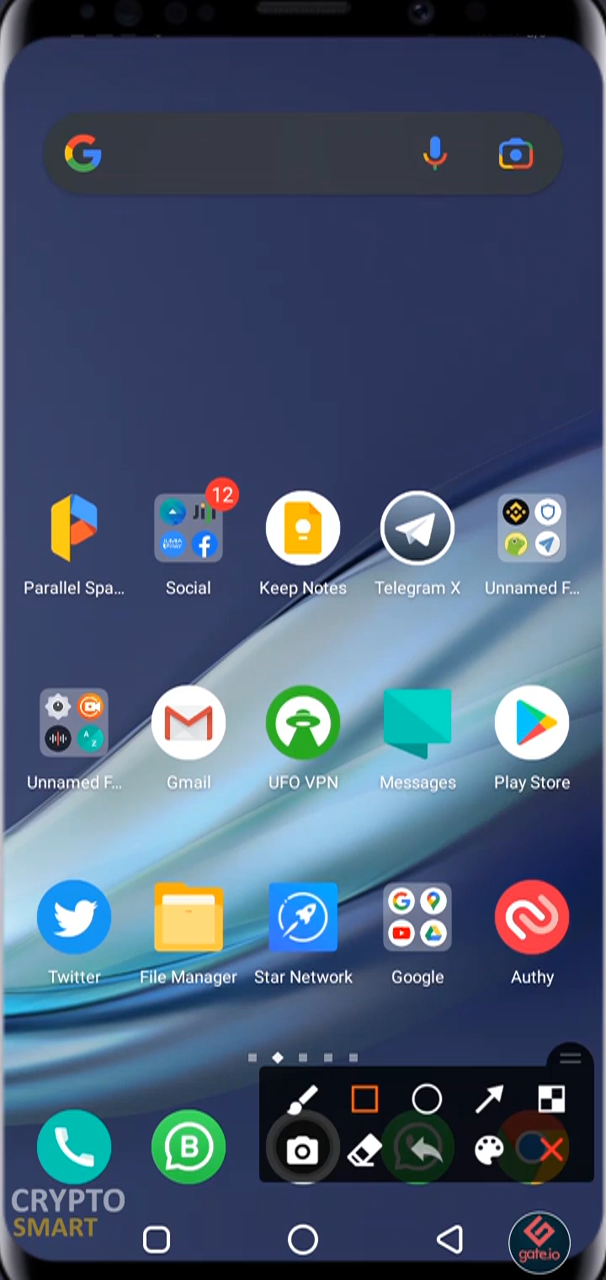 12
Parallel Spa...
Social
Keep Notes
Telegram X
Unnamed F...
Unnamed F...
Gmail
UFO VPN
Messages
Play Store
Twitter
File Manager
Star Network
Google
Authy
CRYPTO
SMART
gate.io